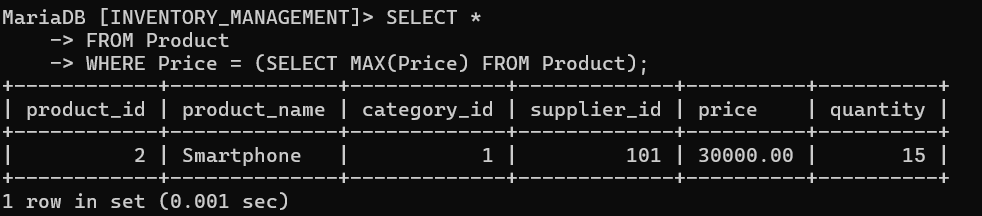 MariaDB [INVENTORY_MANAGEMENT]> SELECT *
    -> FROM Product
    -> WHERE Price = (SELECT MAX(Price) FROM Product);
+------------+--------------+-------------+-------------+----------+----------+
| product_id | product_name | category_id | supplier_id | price    | quantity |
+------------+--------------+-------------+-------------+----------+----------+
|          2 | Smartphone   |           1 |         101 | 30000.00 |       15 |
+------------+--------------+-------------+-------------+----------+----------+
1 row in set (0.001 sec)